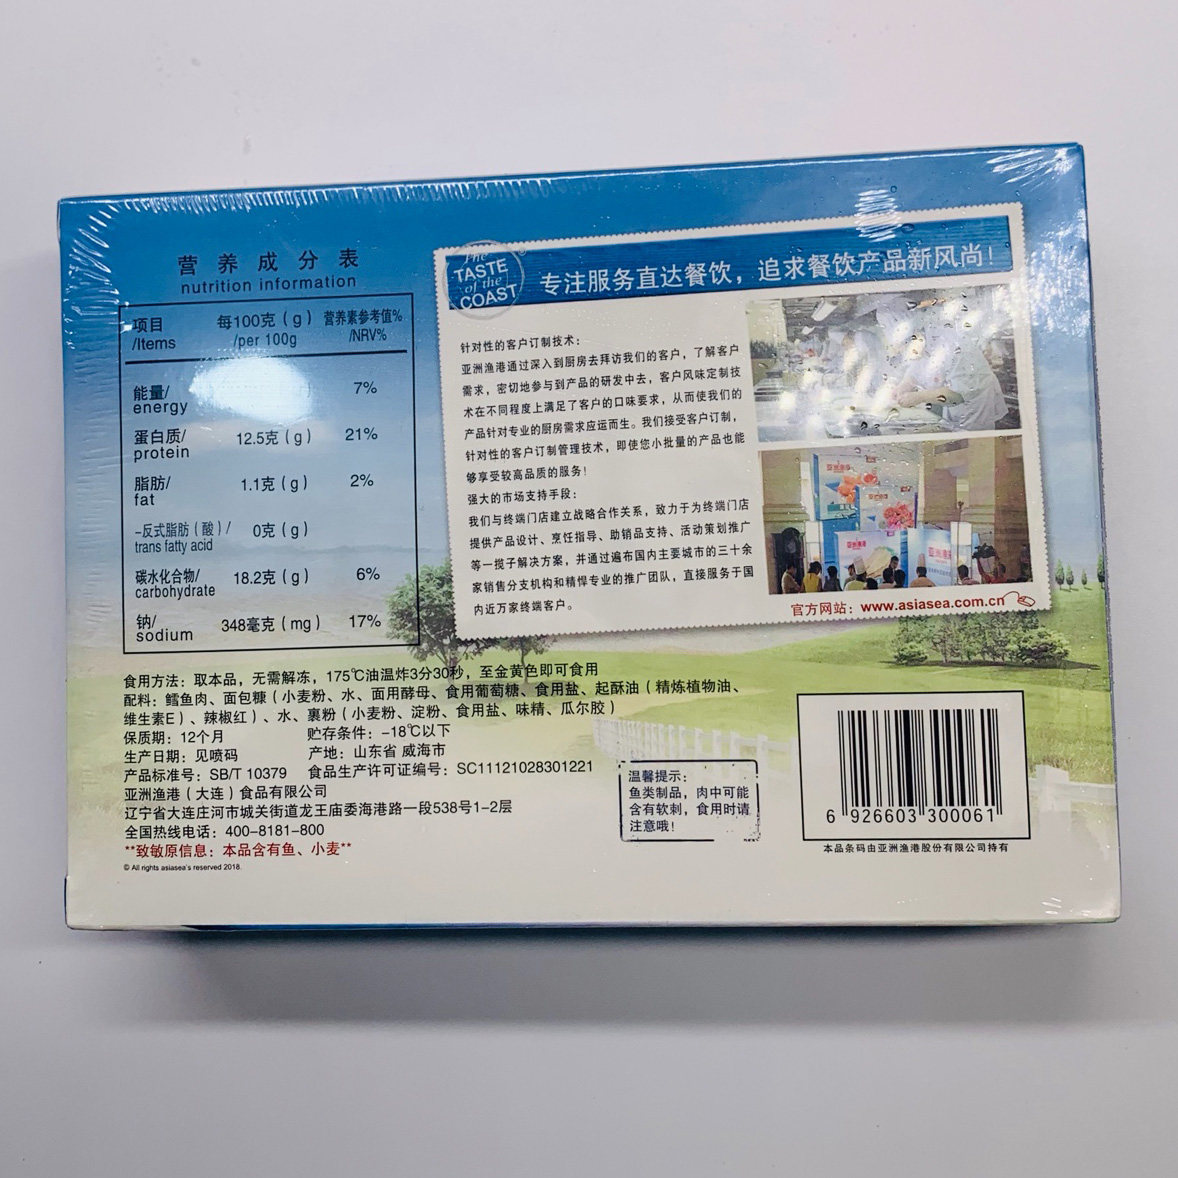 营养成分表
nutrition information
项目 每100克（g） 营养素参考值%
/Items /per 100g /NRV%
能量/ 7%
energy
蛋白质/ 12.5克（g） 21%
protein
脂肪/ 1.1克（g） 2%
fat
-反式脂肪（酸）/ 0克（g）
trans fatty acid
碳水化合物/ 18.2克（g） 6%
carbohydrate
钠/ 348毫克（mg） 17%
sodium
The
TASTE
of the
COAST
专注服务直达餐饮，追求餐饮产品新风尚！
针对性的客户订制技术：
亚洲渔港通过深入到厨房去拜访我们的客户，了解客户
需求，密切地参与到产品的研发中去，客户风味定制技
术在不同程度上满足了客户的口味要求，从而使我们的
产品针对专业的厨房需求应运而生。我们接受客户订制，
针对性的客户订制管理技术，即使您小批量的产品也能
够享受较高品质的服务！
强大的市场支持手段：
我们与终端门店建立战略合作关系，致力于为终端门店
提供产品设计、烹饪指导、助销品支持、活动策划推广
等一揽子解决方案，并通过遍布国内主要城市的三十余
家销售分支机构和精悍专业的推广团队，直接服务于国
内近万家终端客户。
官方网站：www.asiasea.com.cn
食用方法：取本品，无需解冻，175℃油温炸3分30秒，至金黄色即可食用
配料：鳕鱼肉、面包糠（小麦粉、水、面用酵母、食用葡萄糖、食用盐、起酥油（精炼植物油、
维生素E）、辣椒红）、水、裹粉（小麦粉、淀粉、食用盐、味精、瓜尔胶）
保质期：12个月 贮存条件：-18℃以下
生产日期：见喷码 产地：山东省 威海市
产品标准号：SB/T 10379 食品生产许可证编号：SC11121028301221
亚洲渔港（大连）食品有限公司
辽宁省大连庄河市城关街道龙王庙委海港路一段538号1-2层
全国热线电话：400-8181-800
**致敏原信息：本品含有鱼、小麦**
© All rights asiasea's reserved 2018.
温馨提示：
鱼类制品，肉中可能
含有软刺，食用时请
注意哦！
6 926603 300061
本品条码由亚洲渔港股份有限公司持有